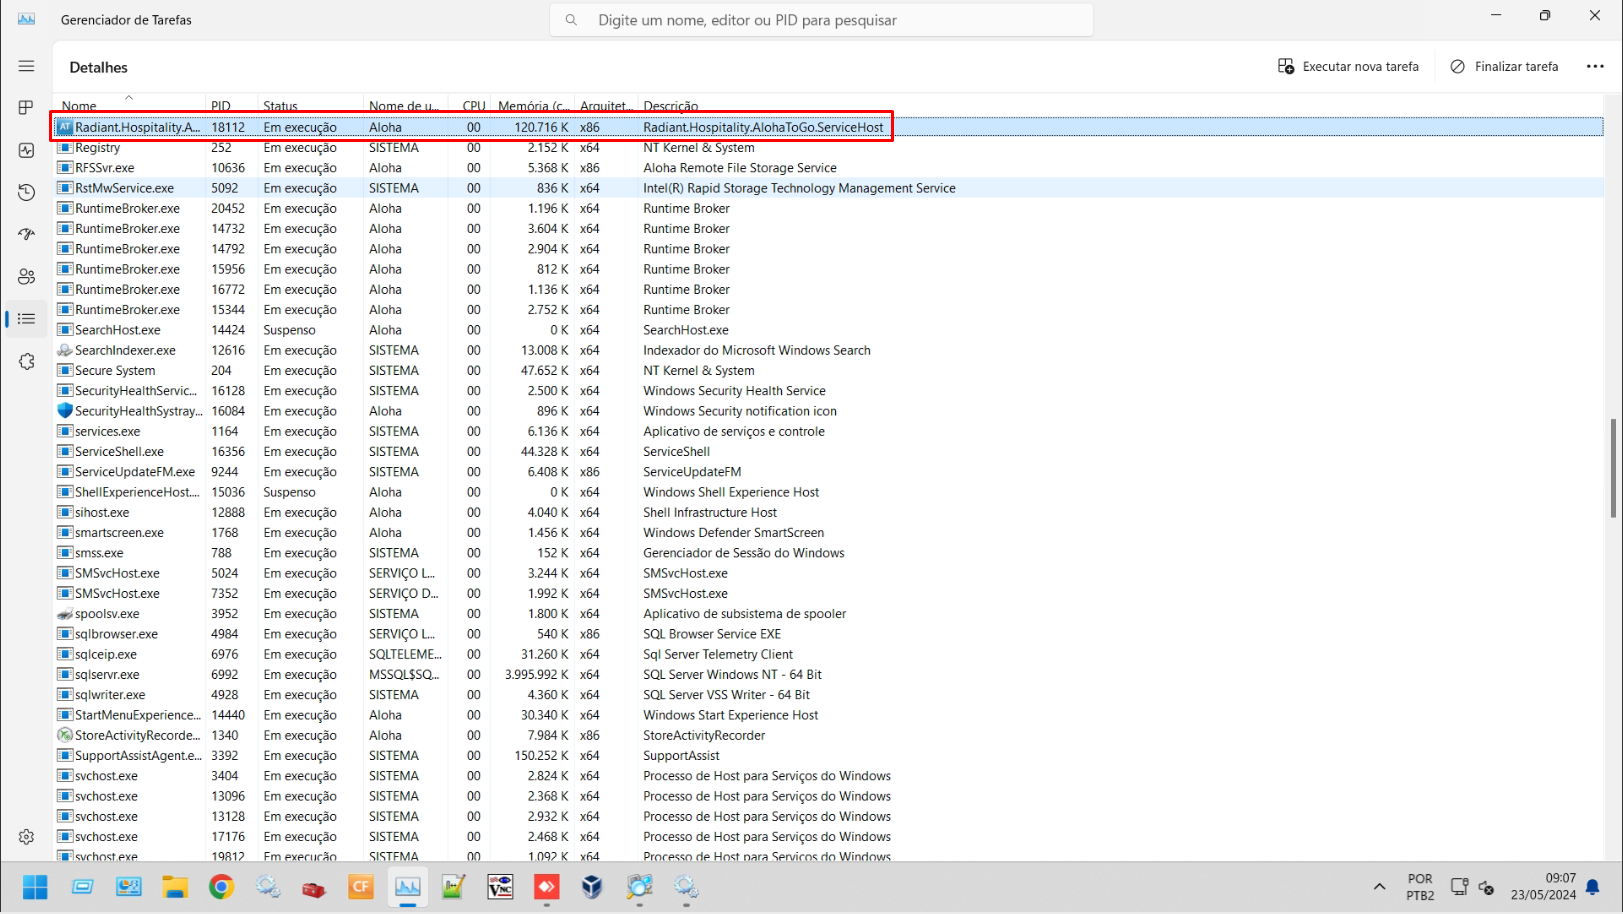 Gerenciador de Tarefas
Digite um nome, editor ou PID para pesquisar
Detalhes
Executar nova tarefa
Finalizar tarefa
Nome PID Status Nome de u... CPU Memória (c... Arquitet... Descrição
AT Radiant.Hospitality.A... 18112 Em execução Aloha 00 120.716 K x86 Radiant.Hospitality.AlohaToGo.ServiceHost
Registry 252 Em execução SISTEMA 00 2.152 K x64 NT Kernel & System
RFSSvr.exe 10636 Em execução Aloha 00 5.368 K x86 Aloha Remote File Storage Service
RstMwService.exe 5092 Em execução SISTEMA 00 836 K x64 Intel(R) Rapid Storage Technology Management Service
RuntimeBroker.exe 20452 Em execução Aloha 00 1.196 K x64 Runtime Broker
RuntimeBroker.exe 14732 Em execução Aloha 00 3.604 K x64 Runtime Broker
RuntimeBroker.exe 14792 Em execução Aloha 00 2.904 K x64 Runtime Broker
RuntimeBroker.exe 15956 Em execução Aloha 00 812 K x64 Runtime Broker
RuntimeBroker.exe 16772 Em execução Aloha 00 1.136 K x64 Runtime Broker
RuntimeBroker.exe 15344 Em execução Aloha 00 2.752 K x64 Runtime Broker
SearchHost.exe 14424 Suspenso Aloha 00 0 K x64 SearchHost.exe
SearchIndexer.exe 12616 Em execução SISTEMA 00 13.008 K x64 Indexador do Microsoft Windows Search
Secure System 204 Em execução SISTEMA 00 47.652 K x64 NT Kernel & System
SecurityHealthServic... 16128 Em execução SISTEMA 00 2.500 K x64 Windows Security Health Service
SecurityHealthSystray... 16084 Em execução Aloha 00 896 K x64 Windows Security notification icon
services.exe 1164 Em execução SISTEMA 00 6.136 K x64 Aplicativo de serviços e controle
ServiceShell.exe 16356 Em execução SISTEMA 00 44.328 K x64 ServiceShell
ServiceUpdateFM.exe 9244 Em execução SISTEMA 00 6.408 K x86 ServiceUpdateFM
ShellExperienceHost.... 15036 Suspenso Aloha 00 0 K x64 Windows Shell Experience Host
sihost.exe 12888 Em execução Aloha 00 4.040 K x64 Shell Infrastructure Host
smartscreen.exe 1768 Em execução Aloha 00 1.456 K x64 Windows Defender SmartScreen
smss.exe 788 Em execução SISTEMA 00 152 K x64 Gerenciador de Sessão do Windows
SMSvcHost.exe 5024 Em execução SERVIÇO L... 00 3.244 K x64 SMSvcHost.exe
SMSvcHost.exe 7352 Em execução SERVIÇO D... 00 1.992 K x64 SMSvcHost.exe
spoolsv.exe 3952 Em execução SISTEMA 00 1.800 K x64 Aplicativo de subsistema de spooler
sqlbrowser.exe 4984 Em execução SERVIÇO L... 00 540 K x86 SQL Browser Service EXE
sqlceip.exe 6976 Em execução SQLTELEME... 00 31.260 K x64 Sql Server Telemetry Client
sqlservr.exe 6992 Em execução MSSQL$SQ... 00 3.995.992 K x64 SQL Server Windows NT - 64 Bit
sqlwriter.exe 4928 Em execução SISTEMA 00 4.360 K x64 SQL Server VSS Writer - 64 Bit
StartMenuExperience... 14440 Em execução Aloha 00 30.340 K x64 Windows Start Experience Host
StoreActivityRecorde... 1340 Em execução Aloha 00 7.984 K x86 StoreActivityRecorder
SupportAssistAgent.e... 3392 Em execução SISTEMA 00 150.252 K x64 SupportAssist
svchost.exe 3404 Em execução SISTEMA 00 2.824 K x64 Processo de Host para Serviços do Windows
svchost.exe 13096 Em execução SISTEMA 00 2.368 K x64 Processo de Host para Serviços do Windows
svchost.exe 13128 Em execução SISTEMA 00 2.932 K x64 Processo de Host para Serviços do Windows
svchost.exe 17176 Em execução SISTEMA 00 2.468 K x64 Processo de Host para Serviços do Windows
svchost.exe 19812 Em execução SISTEMA 00 1.092 K x64 Processo de Host para Serviços do Windows
CF
VNC
POR
PTB2
09:07
23/05/2024